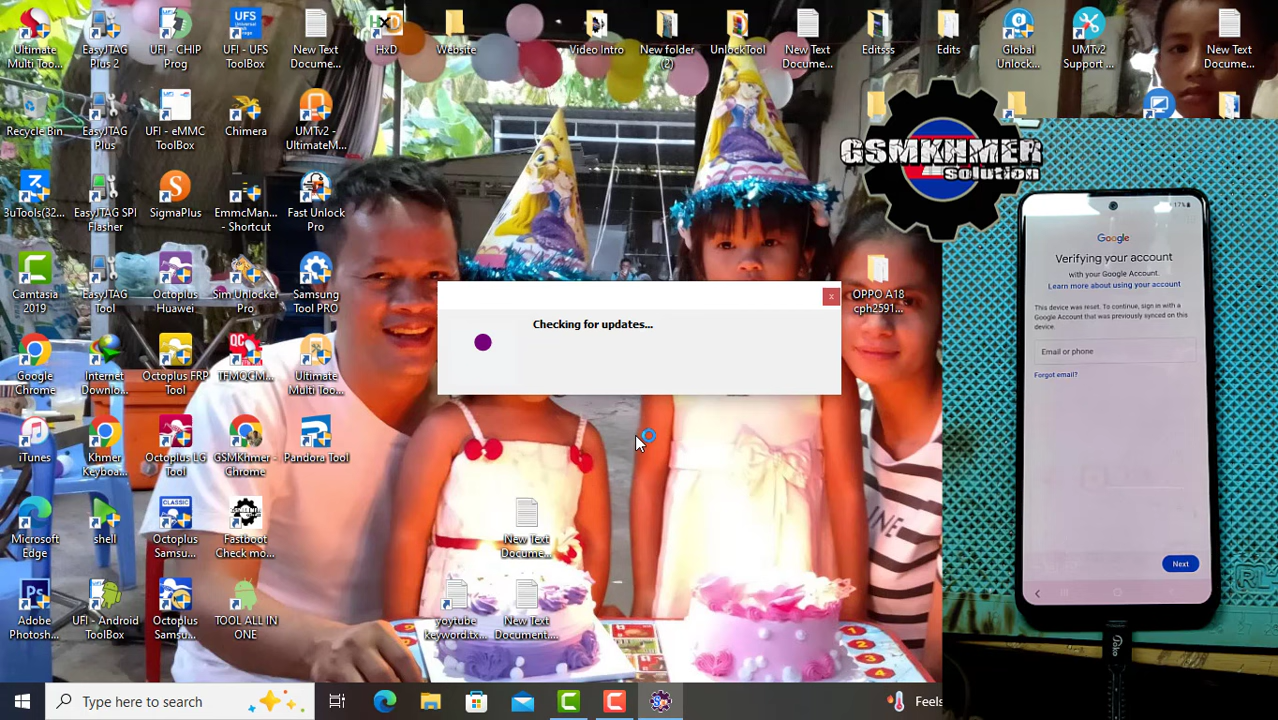 Ultimate
Multi Too...
EasyJTAG
Plus 2
UFI - CHIP
Prog
UFS
UFI - UFS
ToolBox
New Text
Docume...
HxD
HxD
Website
Video Intro
New folder
(2)
UnlockTool
New Text
Docume...
Editsss
Edits
Global
Unlock...
UMTv2
Support ...
New Text
Docume...
Recycle Bin
EasyJTAG
Plus
UFI - eMMC
ToolBox
Chimera
UMTv2 -
UltimateM...
GSMKHMER
solution
3uTools(32...
EasyJTAG SPI
Flasher
SigmaPlus
EmmcMan...
- Shortcut
Fast Unlock
Pro
Camtasia
2019
EasyJTAG
Tool
Octoplus
Huawei
Sim Unlocker
Pro
Samsung
Tool PRO
OPPO A18
cph2591...
Checking for updates...
Google
Chrome
Internet
Downlo...
Octoplus FRP
Tool
TFMQCM...
Ultimate
Multi Too...
iTunes
Khmer
Keyboa...
Octoplus LG
Tool
GSMKhmer -
Chrome
Pandora Tool
Microsoft
Edge
shell
CLASSIC
Octoplus
Samsu...
Fastboot
Check mo...
New Text
Docume...
Ps
Adobe
Photosh...
UFI - Android
ToolBox
Octoplus
Samsu...
TOOL ALL IN
ONE
yoytube
keyword.tx...
New Text
Document....
Type here to search
Feels
17%
Google
Verifying your account
with your Google Account.
Learn more about using your account
This device was reset. To continue, sign in with a
Google Account that was previously synced on this
device.
Email or phone
Forgot email?
Next